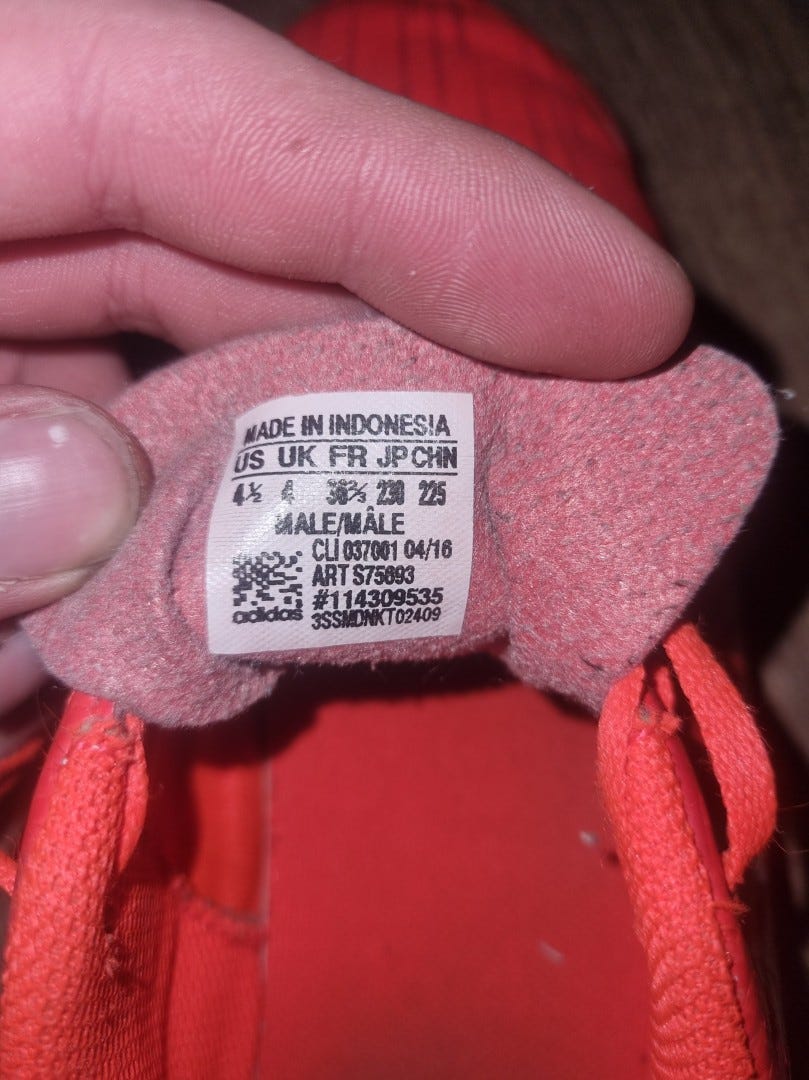 MADE IN INDONESIA
US UK FR JP CHN
4½ 4 36⅔ 230 225
MALE/MÂLE
CLI 037001 04/16
ART S75693
#114309535
adidas 3SSMDNKT02409